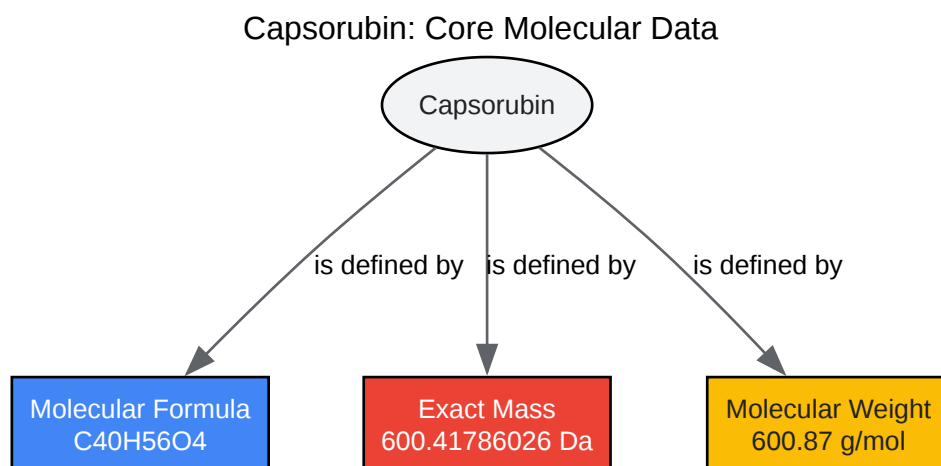 Capsorubin: Core Molecular Data
Capsorubin
is defined by
is defined by
is defined by
Molecular Formula
C40H56O4
Exact Mass
600.41786026 Da
Molecular Weight
600.87 g/mol